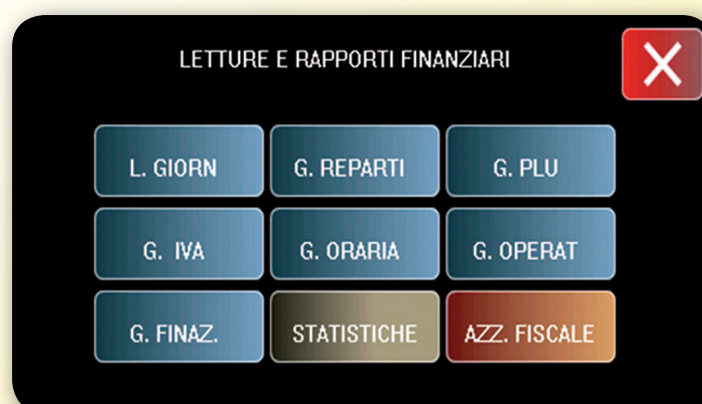 LETTURE E RAPPORTI FINANZIARI
L. GIORN
G. REPARTI
G. PLU
G. IVA
G. ORARIA
G. OPERAT
G. FINAZ.
STATISTICHE
AZZ. FISCALE